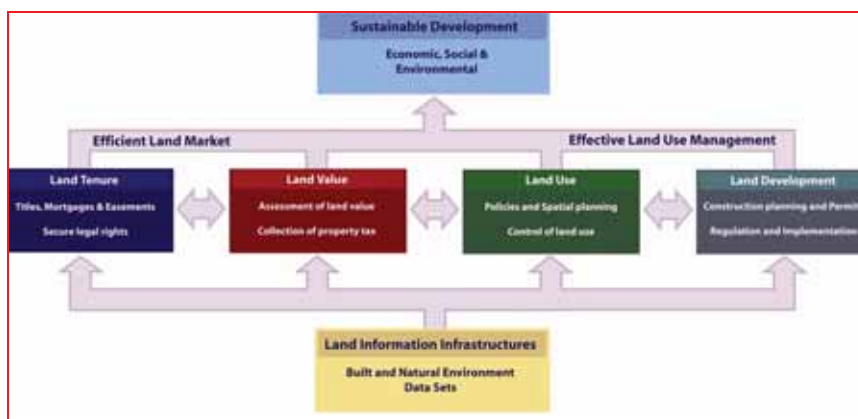 Sustainable Development
Economic, Social &
Environmental
Efficient Land Market
Effective Land Use Management
Land Tenure
Titles, Mortgages & Easements
Secure legal rights
Land Value
Assessment of land value
Collection of property tax
Land Use
Policies and Spatial planning
Control of land use
Land Development
Construction planning and Permit
Regulation and Implementation
Land Information Infrastructures
Built and Natural Environment
Data Sets